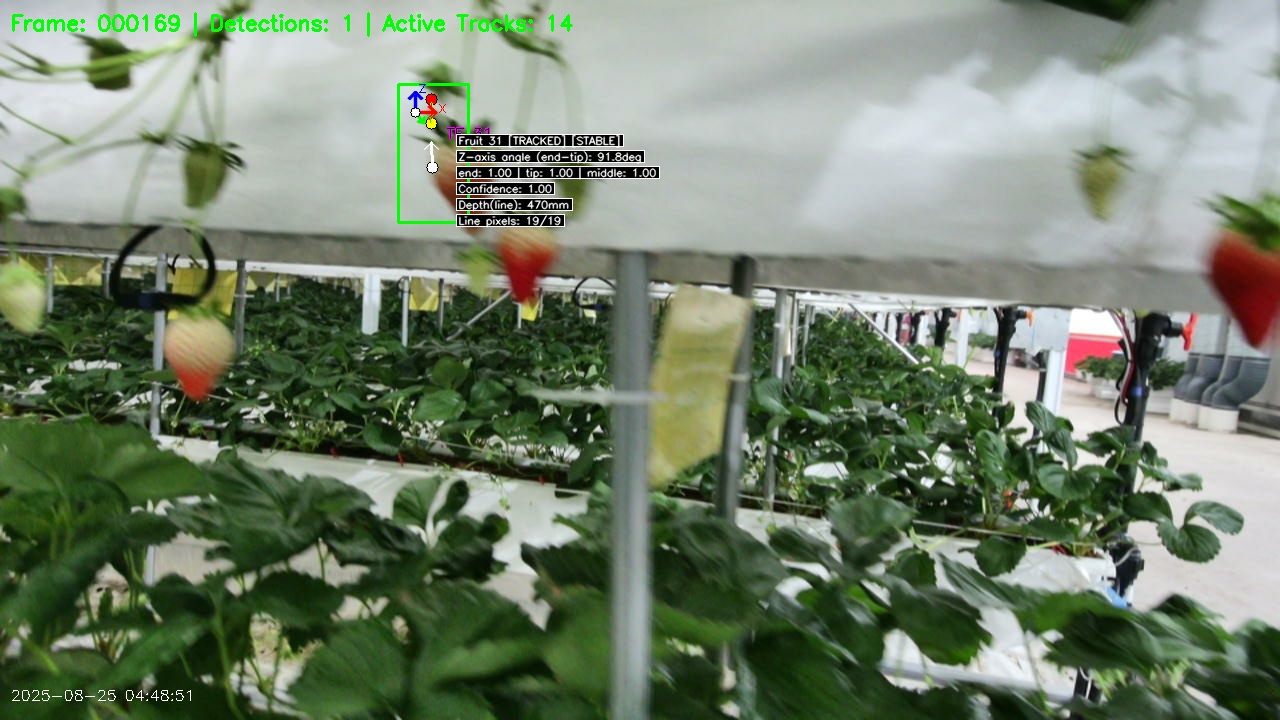 Frame: 000169 | Detections: 1 | Active Tracks: 14
Z
X
Fruit 31 [TRACKED] [STABLE]
Z-axis angle (end-tip): 91.8deg
end: 1.00 | tip: 1.00 | middle: 1.00
Confidence: 1.00
Depth(line): 470mm
Line pixels: 19/19
2025-08-25 04:48:51